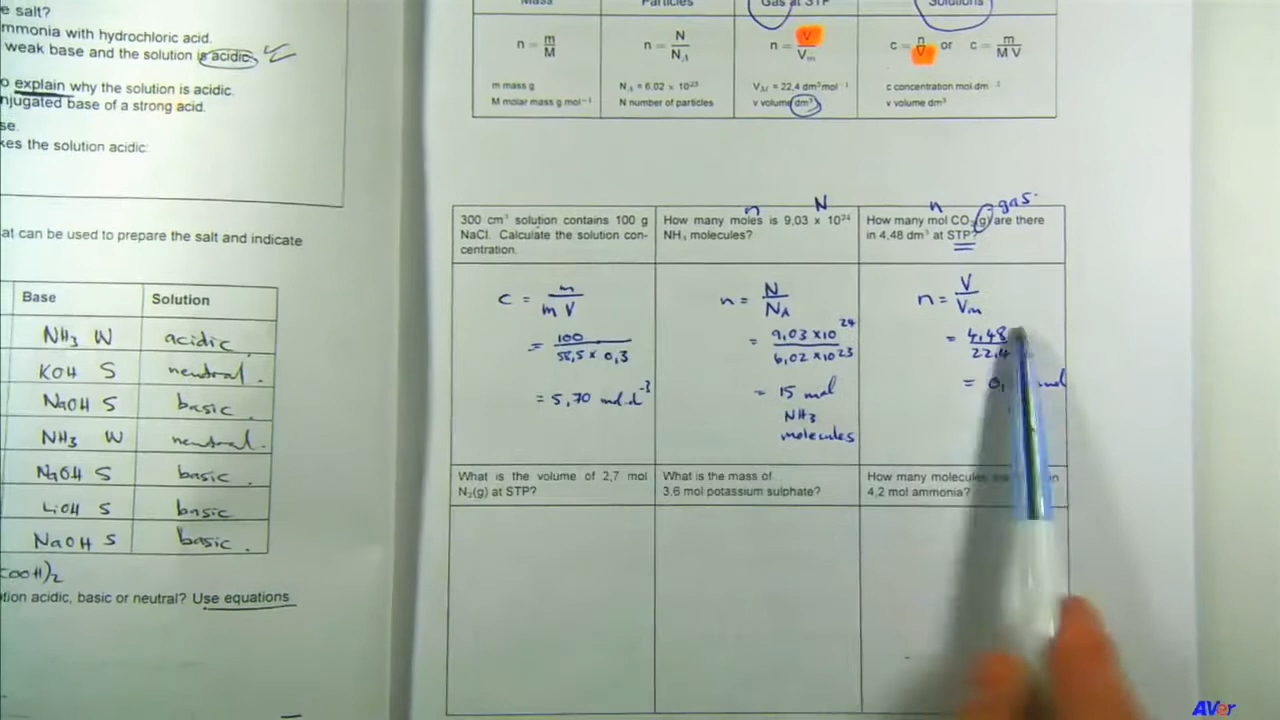 e salt?
mmonia with hydrochloric acid.
weak base and the solution is acidic.
o explain why the solution is acidic.
njugated base of a strong acid.
se.
kes the solution acidic:
at can be used to prepare the salt and indicate
Base Solution
NH3 W acidic
KOH S neutral.
NaOH S basic
NH3 W neutral.
NaOH S basic
LiOH S basic
NaOH S basic.
COOH)2
tion acidic, basic or neutral? Use equations
Mass Particles Gas at STP Solutions
n = m/M n = N/NA n = V/Vm c = n/V or c = m/MV
m mass g NA = 6,02 × 10²³ VM = 22,4 dm³mol⁻¹ c concentration mol.dm⁻³
M molar mass g mol⁻¹ N number of particles v volume dm³ v volume dm³
n N n gas.
300 cm³ solution contains 100 g How many moles is 9,03 × 10²⁴ How many mol CO₂(g) are there
NaCl. Calculate the solution con- NH₃ molecules? in 4,48 dm³ at STP?
centration.
c = m/mV n = N/NA n = V/Vm
= 100/58,5 × 0,3 = 9,03 × 10²⁴/6,02 × 10²³ = 4,48/22,4
= 5,70 mol.d⁻³ = 15 mol = 0, mol
NH3
molecules
What is the volume of 2,7 mol What is the mass of How many molecules n
N₂(g) at STP? 3,6 mol potassium sulphate? 4,2 mol ammonia?
AVer